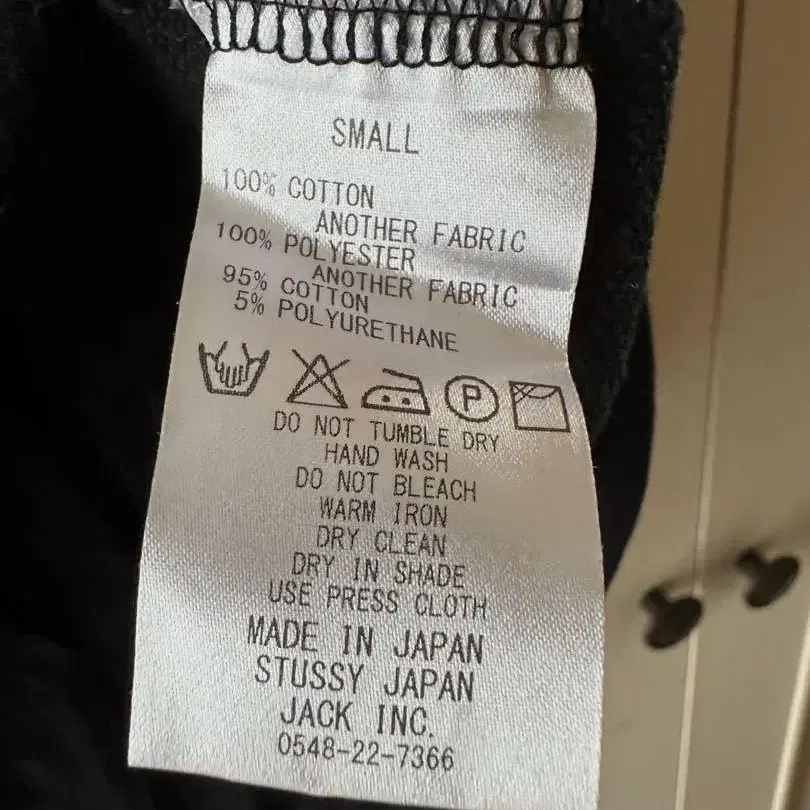 SMALL
100% COTTON
ANOTHER FABRIC
100% POLYESTER
ANOTHER FABRIC
95% COTTON
5% POLYURETHANE
P
DO NOT TUMBLE DRY
HAND WASH
DO NOT BLEACH
WARM IRON
DRY CLEAN
DRY IN SHADE
USE PRESS CLOTH
MADE IN JAPAN
STUSSY JAPAN
JACK INC.
0548-22-7366